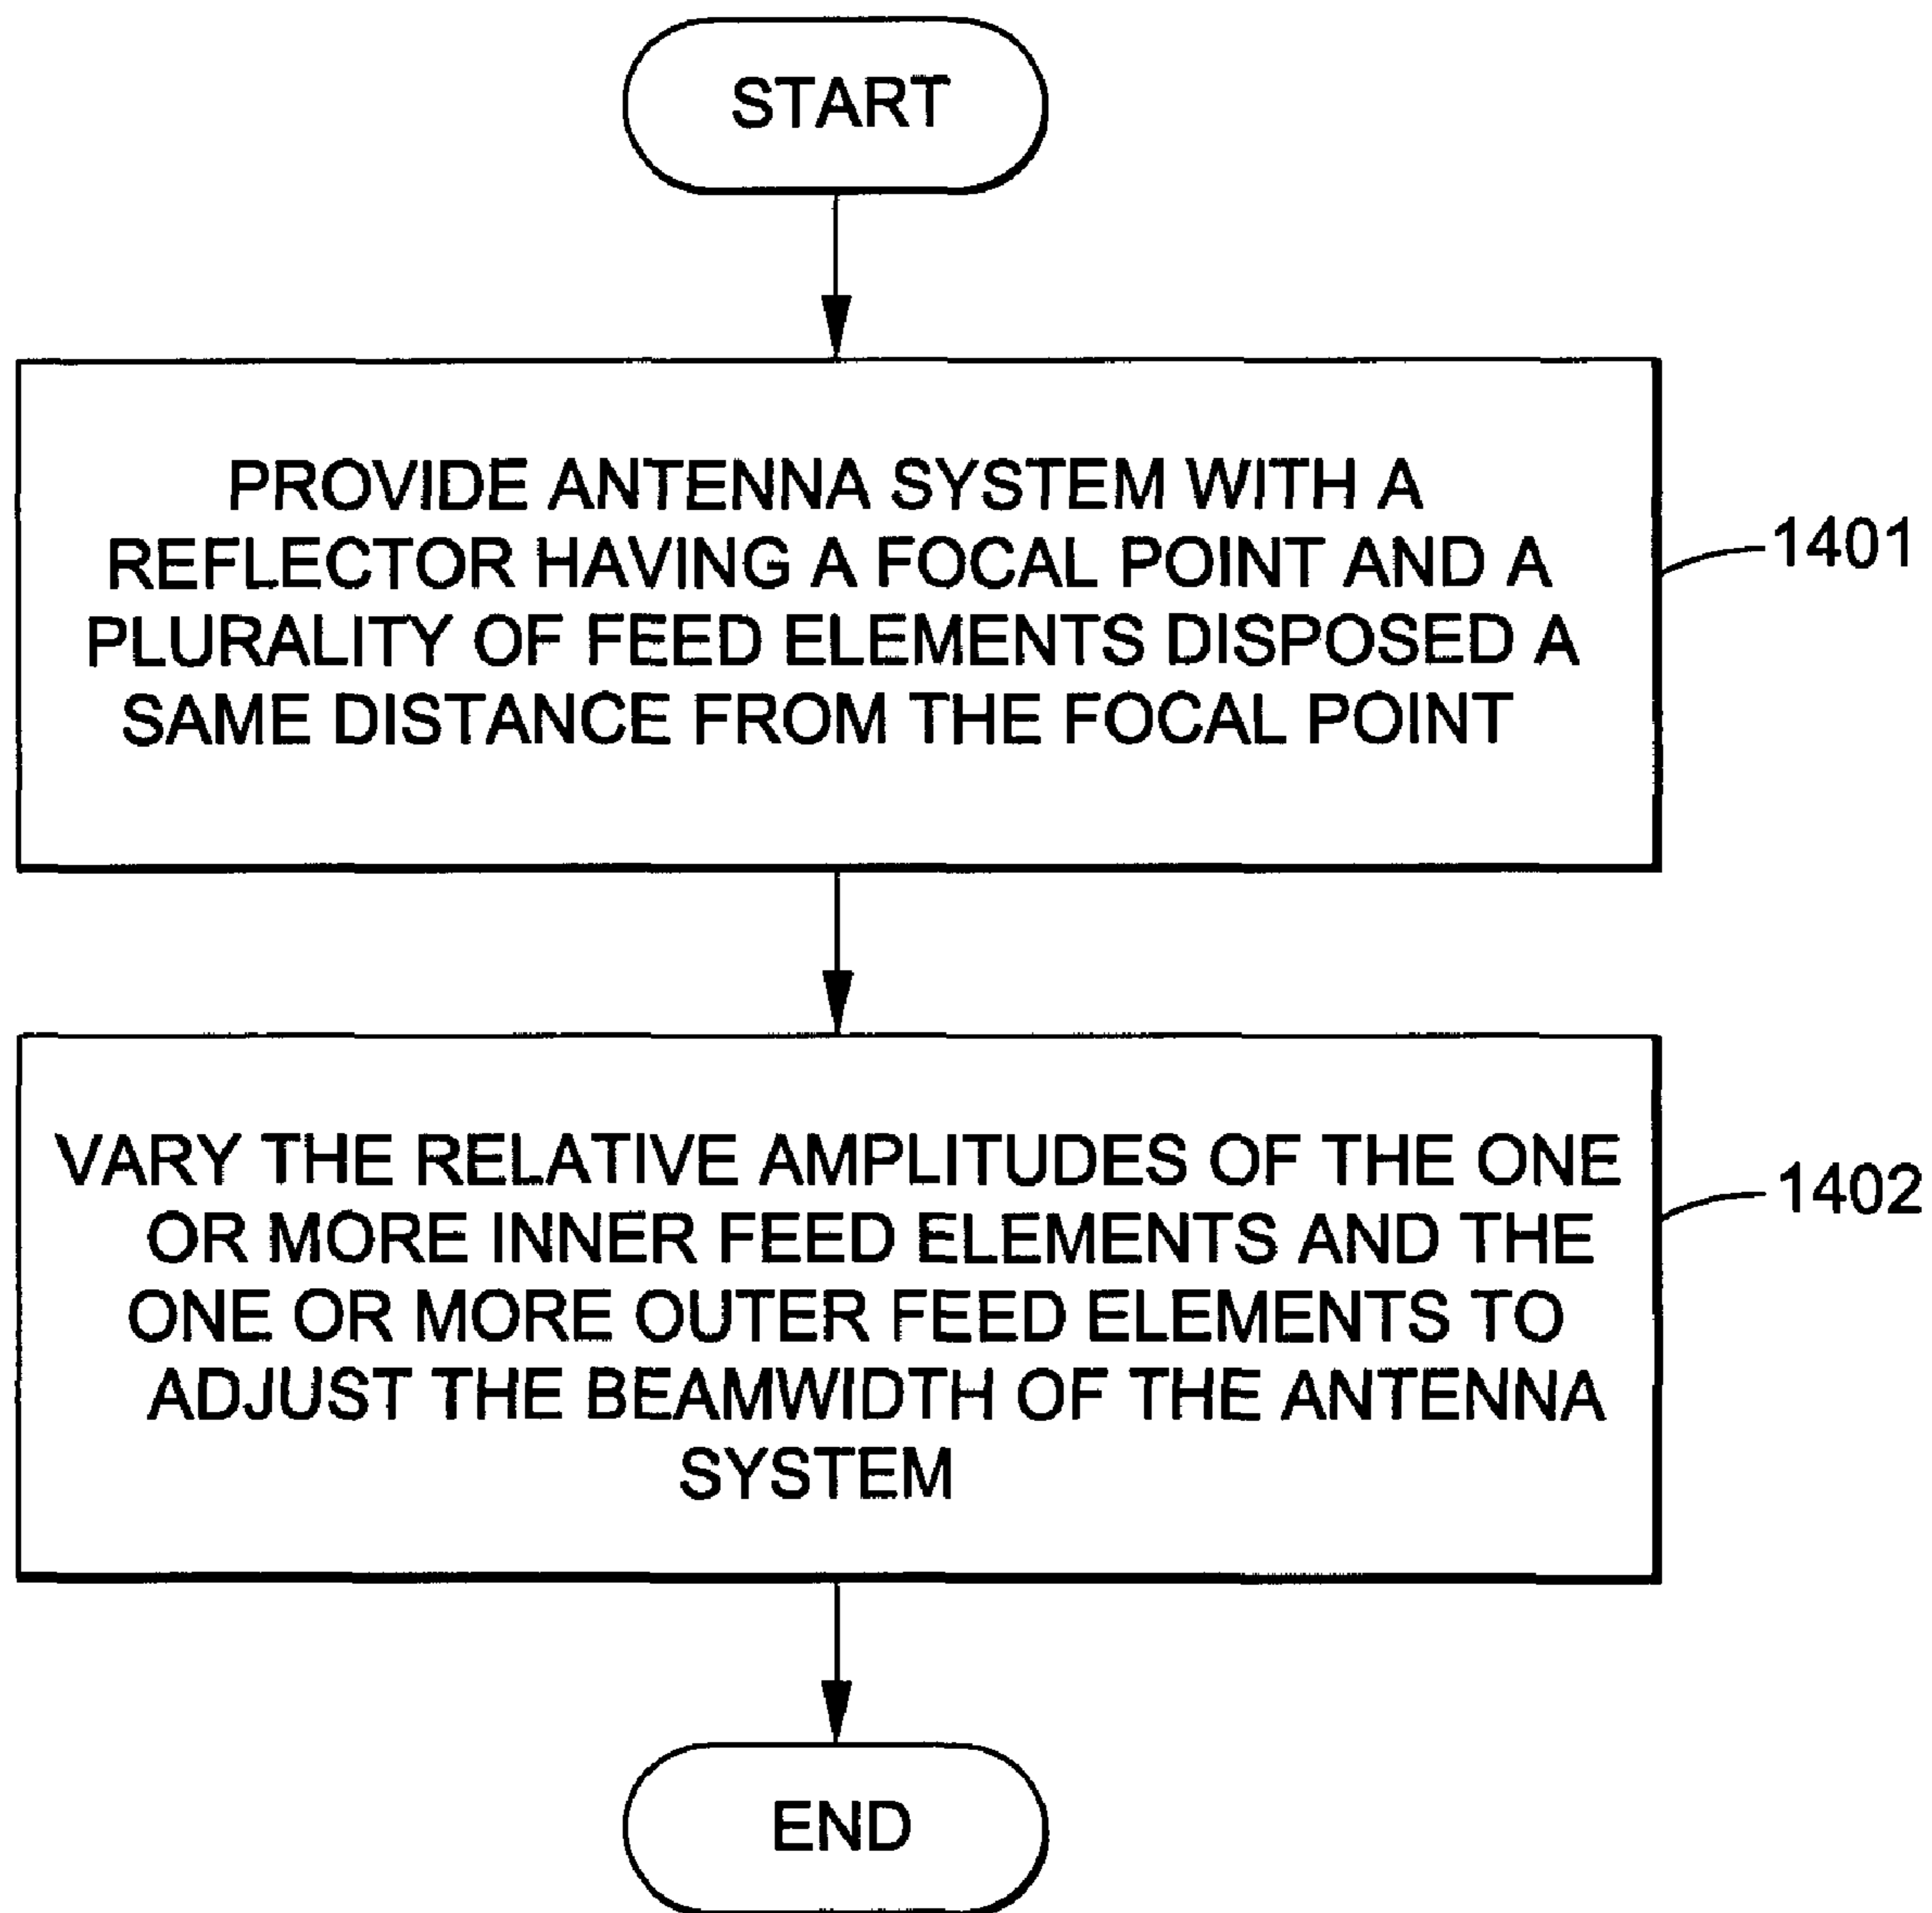 START
PROVIDE ANTENNA SYSTEM WITH A
REFLECTOR HAVING A FOCAL POINT AND A
PLURALITY OF FEED ELEMENTS DISPOSED A
SAME DISTANCE FROM THE FOCAL POINT
1401
VARY THE RELATIVE AMPLITUDES OF THE ONE
OR MORE INNER FEED ELEMENTS AND THE
ONE OR MORE OUTER FEED ELEMENTS TO
ADJUST THE BEAMWIDTH OF THE ANTENNA
SYSTEM
1402
END